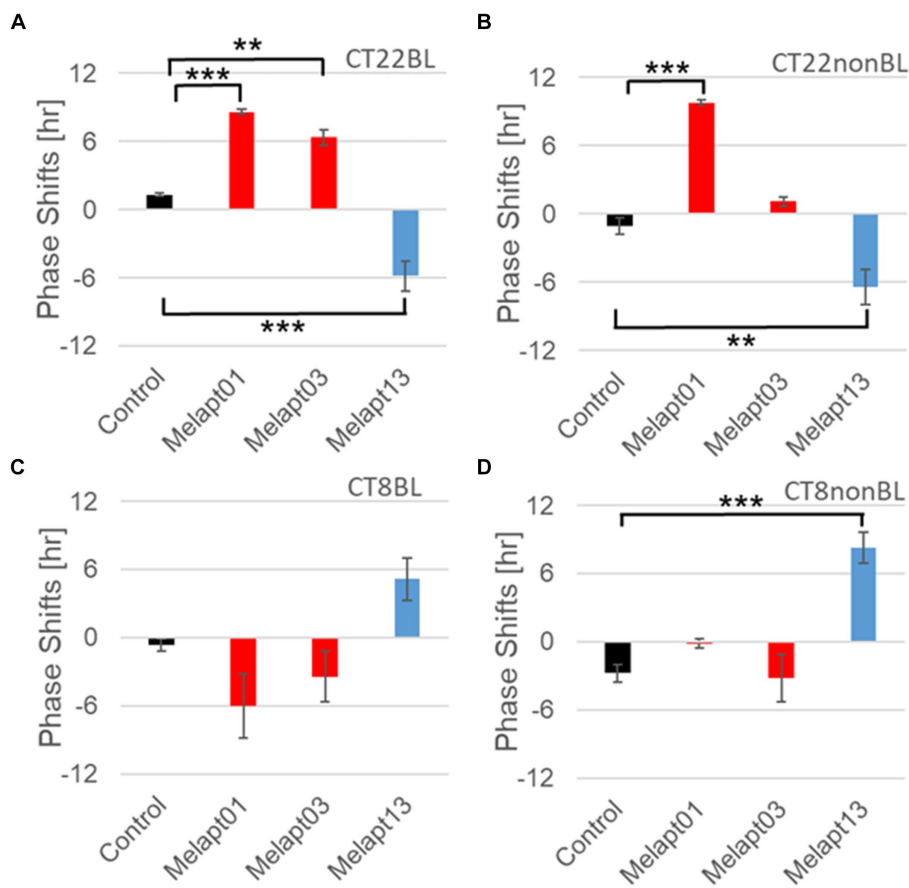 A
B
**
***
CT22BL
***
CT22nonBL
Phase Shifts [hr]
12
6
0
-6
-12
***
Control
Melapt01
Melapt03
Melapt13
Phase Shifts [hr]
12
6
0
-6
-12
**
Control
Melapt01
Melapt03
Melapt13
C
D
CT8BL
***
CT8nonBL
Phase Shifts [hr]
12
6
0
-6
-12
Control
Melapt01
Melapt03
Melapt13
Phase Shifts [hr]
12
6
0
-6
-12
Control
Melapt01
Melapt03
Melapt13